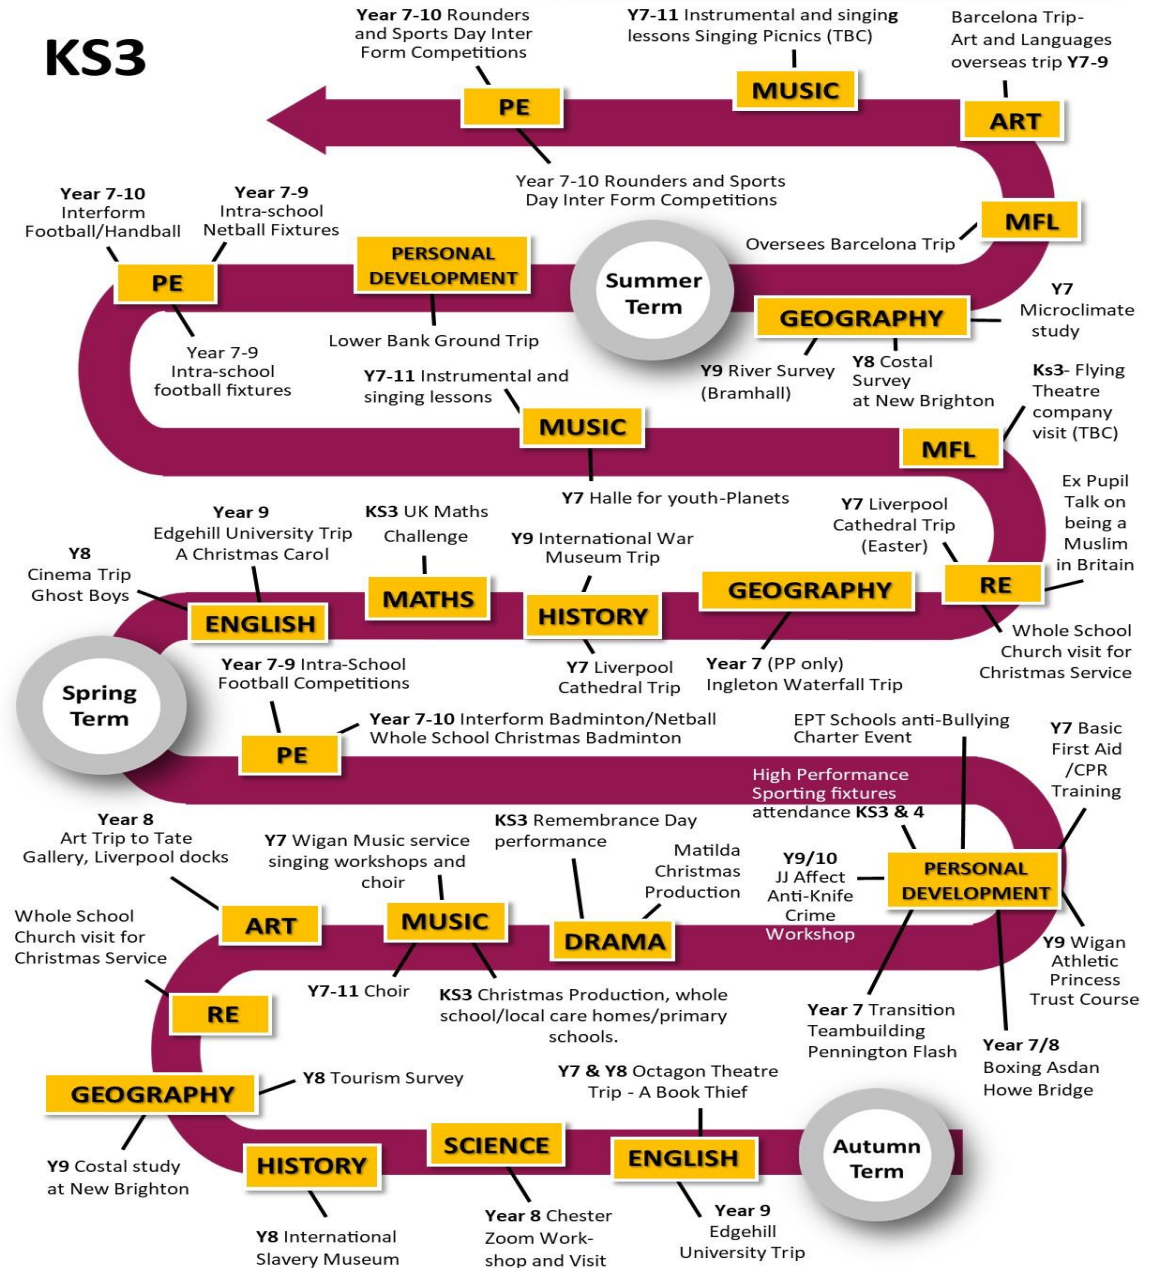 KS3
Year 7-10 Rounders
and Sports Day Inter
Form Competitions
Y7-11 Instrumental and singing
lessons Singing Picnics (TBC)
Barcelona Trip-
Art and Languages
overseas trip Y7-9
PE
MUSIC
ART
Year 7-10 Rounders and Sports
Day Inter Form Competitions
Year 7-10
Interform
Football/Handball
Year 7-9
Intra-school
Netball Fixtures
MFL
Oversees Barcelona Trip
PE
PERSONAL
DEVELOPMENT
Summer
Term
GEOGRAPHY
Y7
Microclimate
study
Lower Bank Ground Trip
Year 7-9
Intra-school
football fixtures
Y9 River Survey
(Bramhall)
Y8 Costal
Survey
at New Brighton
Ks3- Flying
Theatre
company
visit (TBC)
Y7-11 Instrumental and
singing lessons
MUSIC
MFL
Y7 Halle for youth-Planets
Ex Pupil
Talk on
being a
Muslim
in Britain
Y7 Liverpool
Cathedral Trip
(Easter)
Y8
Cinema Trip
Ghost Boys
Year 9
Edgehill University Trip
A Christmas Carol
KS3 UK Maths
Challenge
Y9 International War
Museum Trip
ENGLISH
MATHS
HISTORY
GEOGRAPHY
RE
Whole School
Church visit for
Christmas Service
Y7 Liverpool
Cathedral Trip
Year 7 (PP only)
Ingleton Waterfall Trip
Spring
Term
Year 7-9 Intra-School
Football Competitions
PE
Year 7-10 Interform Badminton/Netball
Whole School Christmas Badminton
EPT Schools anti-Bullying
Charter Event
Y7 Basic
First Aid
/CPR
Training
High Performance
Sporting fixtures
attendance KS3 & 4
Year 8
Art Trip to Tate
Gallery, Liverpool docks
Y7 Wigan Music service
singing workshops and
choir
KS3 Remembrance Day
performance
Matilda
Christmas
Production
Y9/10
JJ Affect
Anti-Knife
Crime
Workshop
PERSONAL
DEVELOPMENT
ART
MUSIC
DRAMA
Whole School
Church visit for
Christmas Service
Y9 Wigan
Athletic
Princess
Trust Course
RE
Y7-11 Choir
KS3 Christmas Production, whole
school/local care homes/primary
schools.
Year 7 Transition
Teambuilding
Pennington Flash
Year 7/8
Boxing Asdan
Howe Bridge
GEOGRAPHY
Y8 Tourism Survey
Y7 & Y8 Octagon Theatre
Trip - A Book Thief
Y9 Costal study
at New Brighton
HISTORY
SCIENCE
ENGLISH
Autumn
Term
Y8 International
Slavery Museum
Year 8 Chester
Zoom Work-
shop and Visit
Year 9
Edgehill
University Trip